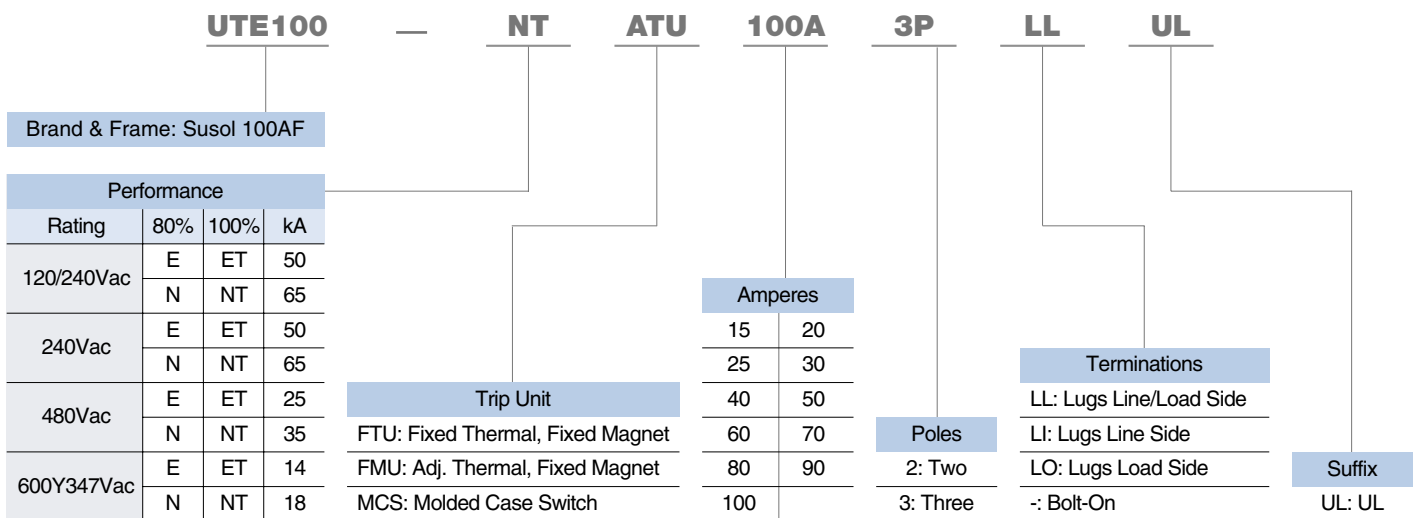 UTE100 — NT ATU 100A 3P LL UL
Brand & Frame: Susol 100AF
Performance
Rating 80% 100% kA
120/240Vac E ET 50
N NT 65
240Vac E ET 50
N NT 65
480Vac E ET 25
N NT 35
600Y347Vac E ET 14
N NT 18
Trip Unit
FTU: Fixed Thermal, Fixed Magnet
FMU: Adj. Thermal, Fixed Magnet
MCS: Molded Case Switch
Amperes
15 20
25 30
40 50
60 70
80 90
100
Poles
2: Two
3: Three
Terminations
LL: Lugs Line/Load Side
LI: Lugs Line Side
LO: Lugs Load Side
-: Bolt-On
Suffix
UL: UL